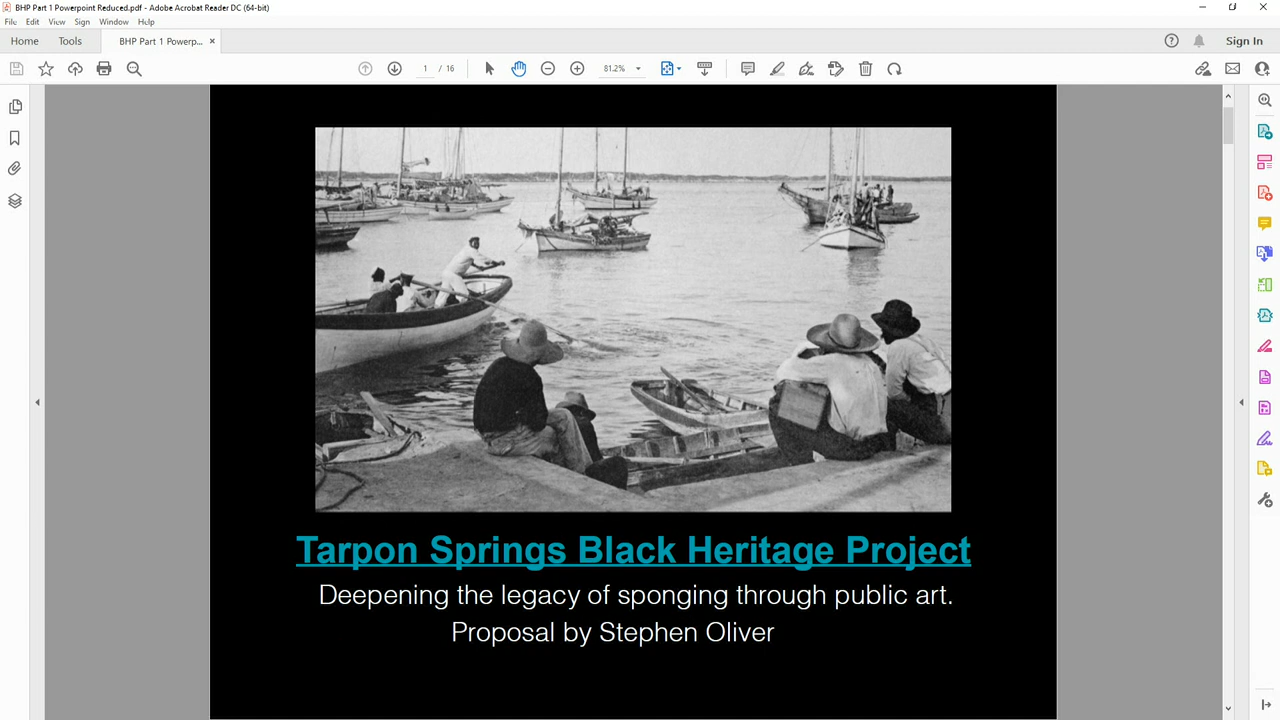 BHP Part 1 Powerpoint Reduced.pdf - Adobe Acrobat Reader DC (64-bit)
File Edit View Sign Window Help
Home Tools BHP Part 1 Powerp... × Sign In
1 / 16 81.2%
Tarpon Springs Black Heritage Project
Deepening the legacy of sponging through public art.
Proposal by Stephen Oliver